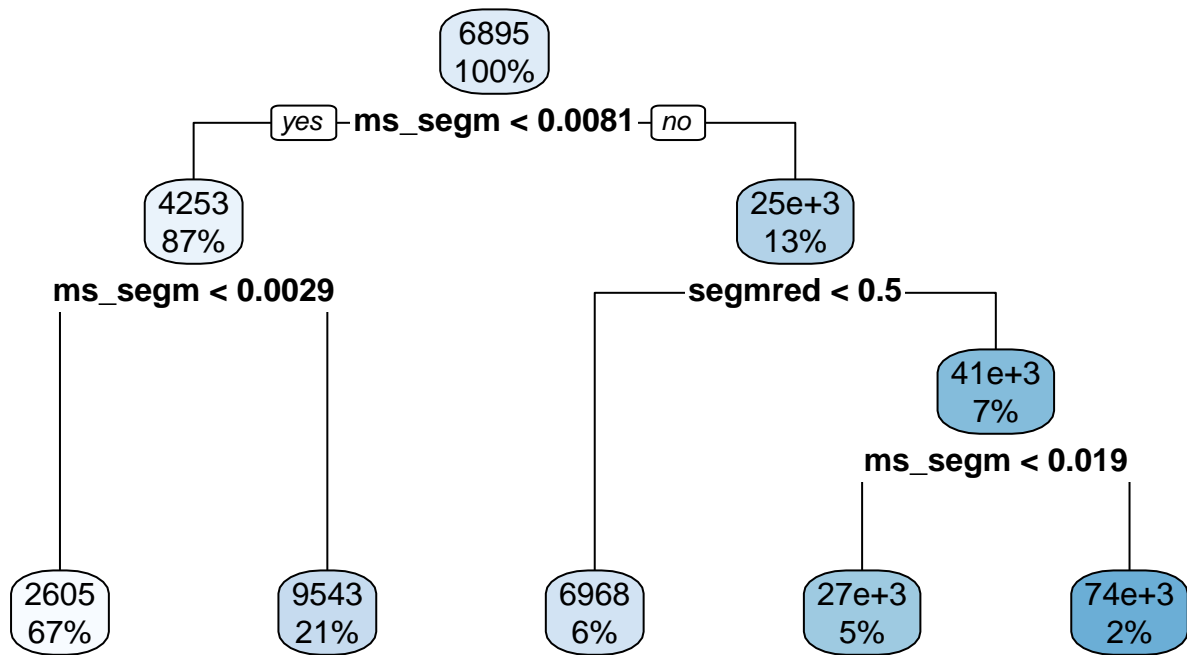 6895
100%
yes ms_segm < 0.0081 no
4253
87%
25e+3
13%
ms_segm < 0.0029
segmred < 0.5
41e+3
7%
ms_segm < 0.019
2605
67%
9543
21%
6968
6%
27e+3
5%
74e+3
2%